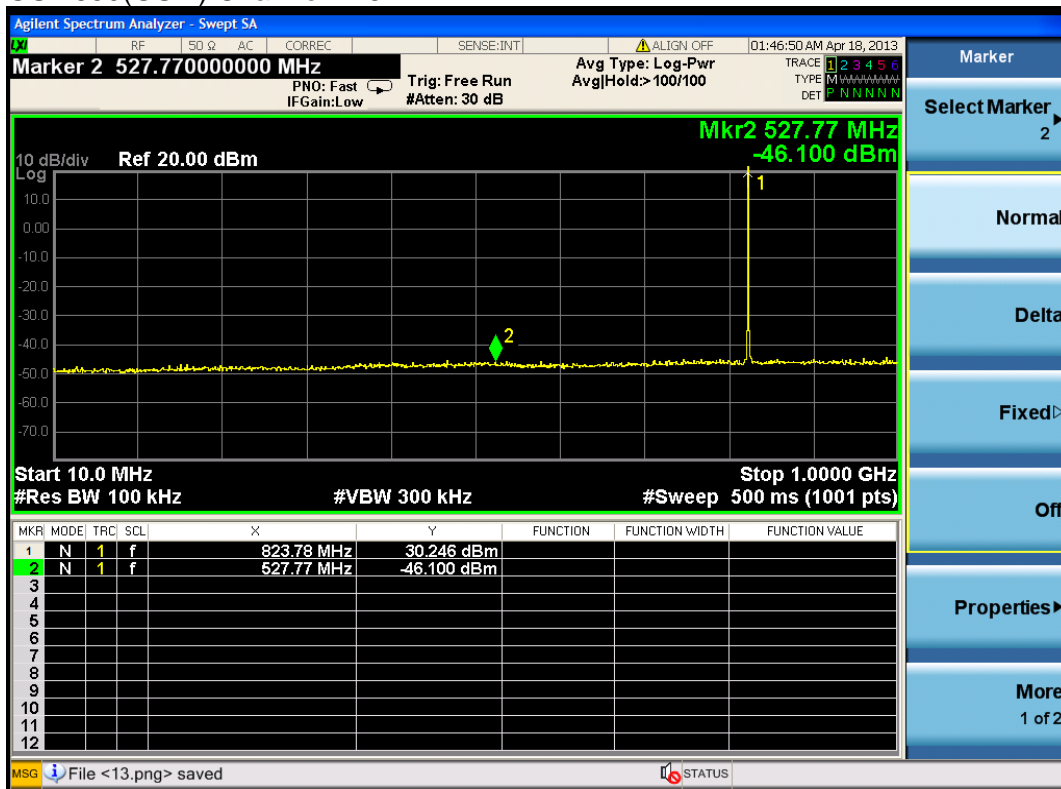 Agilent Spectrum Analyzer - Swept SA
LXI RF 50 Ω AC CORREC SENSE:INT ALIGN OFF 01:46:50 AM Apr 18, 2013
Marker 2 527.770000000 MHz
PNO: Fast
IFGain:Low
Trig: Free Run
#Atten: 30 dB
Avg Type: Log-Pwr
Avg|Hold:> 100/100
TRACE 1 2 3 4 5 6
TYPE M
DET P N N N N N
Mkr2 527.77 MHz
-46.100 dBm
10 dB/div Ref 20.00 dBm
Log
10.0
0.00
-10.0
-20.0
-30.0
-40.0
-50.0
-60.0
-70.0
1
2
Start 10.0 MHz Stop 1.0000 GHz
#Res BW 100 kHz #VBW 300 kHz #Sweep 500 ms (1001 pts)
MKR MODE TRC SCL X Y FUNCTION FUNCTION WIDTH FUNCTION VALUE
1 N 1 f 823.78 MHz 30.246 dBm
2 N 1 f 527.77 MHz -46.100 dBm
3
4
5
6
7
8
9
10
11
12
MSG File <13.png> saved STATUS
Marker
Select Marker
2
Normal
Delta
Fixed
Off
Properties
More
1 of 2